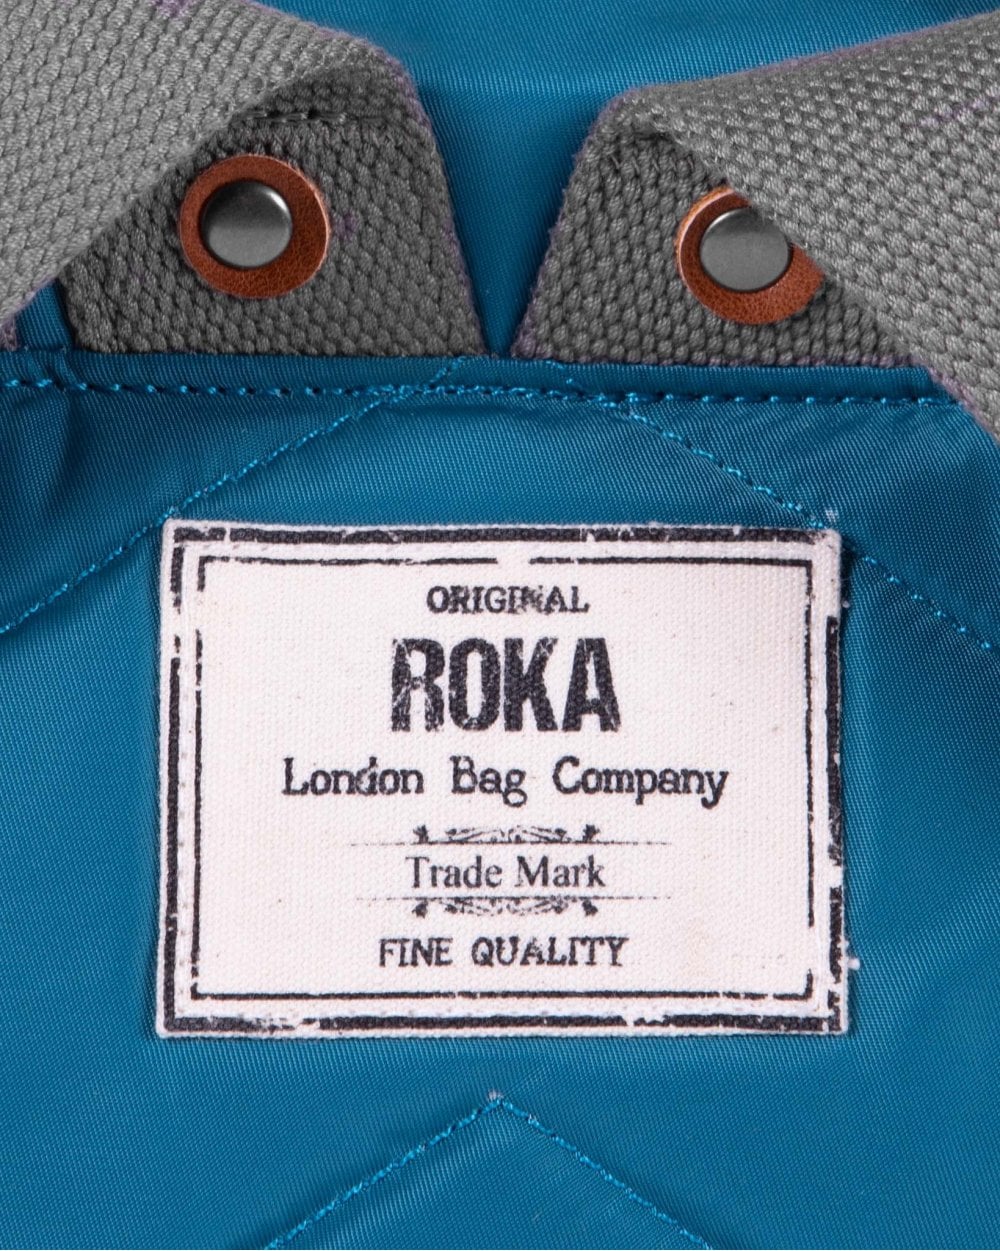 ORIGINAL
ROKA
London Bag Company
Trade Mark
FINE QUALITY